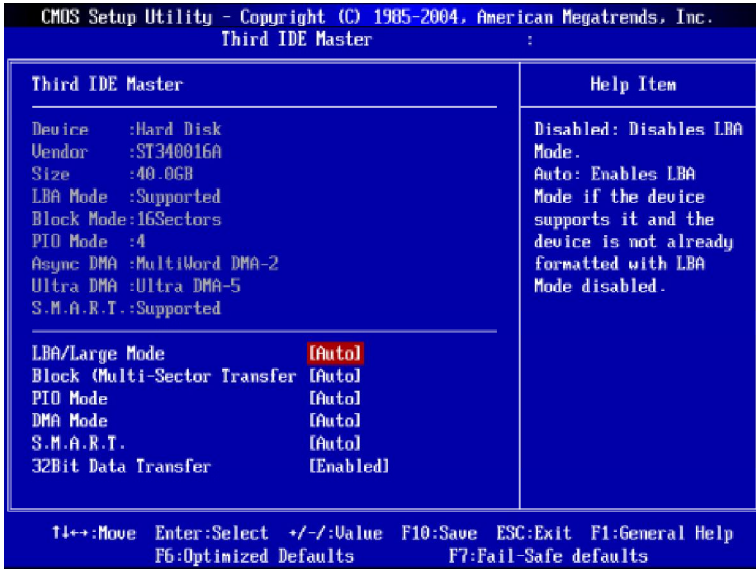 CMOS Setup Utility - Copyright (C) 1985-2004, American Megatrends, Inc.
Third IDE Master :
Third IDE Master
Device :Hard Disk
Vendor :ST340016A
Size :40.0GB
LBA Mode :Supported
Block Mode:16Sectors
PIO Mode :4
Async DMA :MultiWord DMA-2
Ultra DMA :Ultra DMA-5
S.M.A.R.T.:Supported
LBA/Large Mode [Auto]
Block (Multi-Sector Transfer [Auto]
PIO Mode [Auto]
DMA Mode [Auto]
S.M.A.R.T. [Auto]
32Bit Data Transfer [Enabled]
Help Item
Disabled: Disables LBA
Mode.
Auto: Enables LBA
Mode if the device
supports it and the
device is not already
formatted with LBA
Mode disabled.
↑↓←→:Move Enter:Select +/-/:Value F10:Save ESC:Exit F1:General Help
F6:Optimized Defaults F7:Fail-Safe defaults